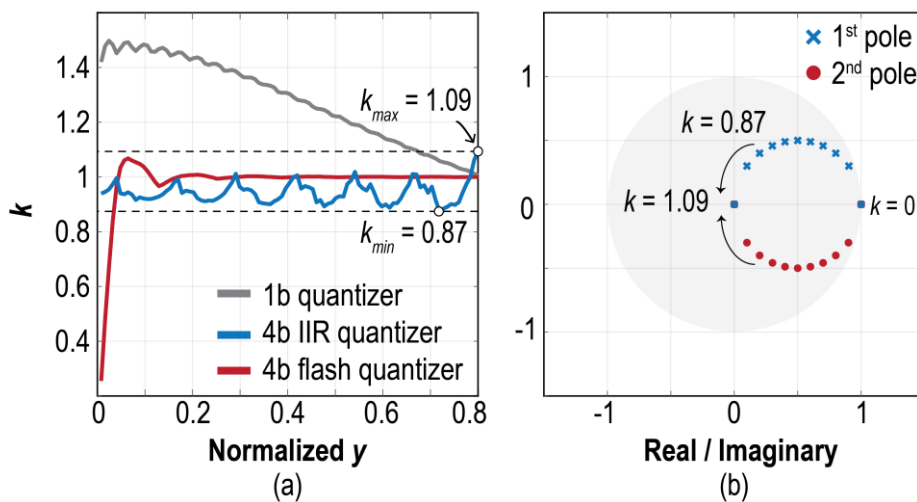 (a)
k
1.4
1.2
1
0.8
0.6
0.4
k_max = 1.09
k_min = 0.87
1b quantizer
4b IIR quantizer
4b flash quantizer
0 0.2 0.4 0.6 0.8
Normalized y
(a)
(b)
1st pole
2nd pole
1
0
-1
k = 0.87
k = 1.09
k = 0
-1 0 1
Real / Imaginary
(b)